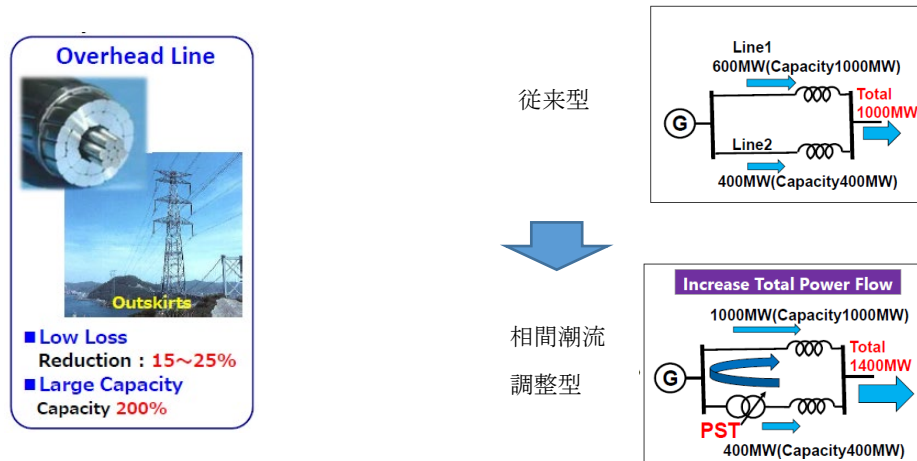 Overhead Line
Outskirts
■ Low Loss
Reduction : 15～25%
■ Large Capacity
Capacity 200%
従来型
Line1
600MW(Capacity1000MW)
Total
1000MW
G
Line2
400MW(Capacity400MW)
相間潮流
調整型
Increase Total Power Flow
1000MW(Capacity1000MW)
Total
1400MW
G
PST
400MW(Capacity400MW)